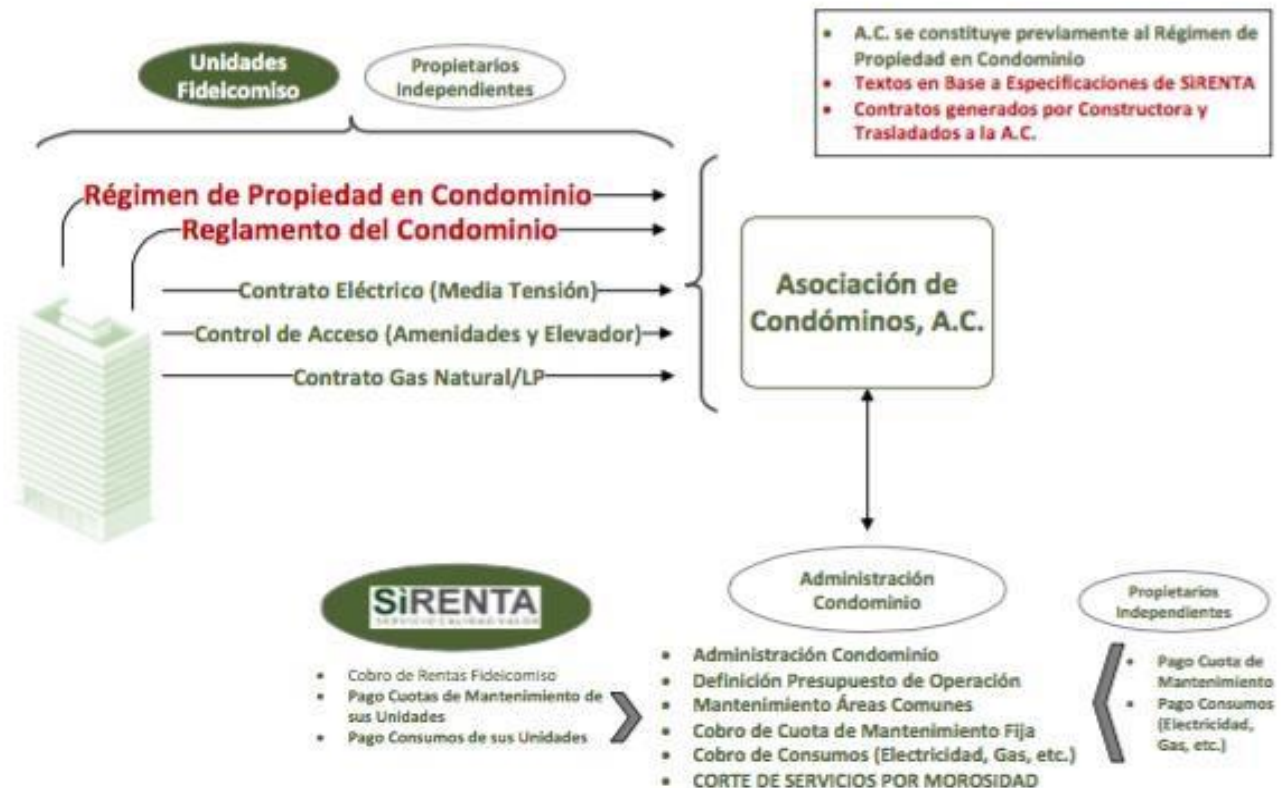 Unidades
Fideicomiso
Propietarios
Independientes
• A.C. se constituye previamente al Régimen de
Propiedad en Condominio
• Textos en Base a Especificaciones de SiRENTA
• Contratos generados por Constructora y
Trasladados a la A.C.
Régimen de Propiedad en Condominio
Reglamento del Condominio
Contrato Eléctrico (Media Tensión)
Control de Acceso (Amenidades y Elevador)
Contrato Gas Natural/LP
Asociación de
Condóminos, A.C.
SìRENTA
SERVICIO CALIDAD VALOR
• Cobro de Rentas Fideicomiso
• Pago Cuotas de Mantenimiento de
sus Unidades
• Pago Consumos de sus Unidades
Administración
Condominio
• Administración Condominio
• Definición Presupuesto de Operación
• Mantenimiento Áreas Comunes
• Cobro de Cuota de Mantenimiento Fija
• Cobro de Consumos (Electricidad, Gas, etc.)
• CORTE DE SERVICIOS POR MOROSiDAD
Propietarios
Independientes
• Pago Cuota de
Mantenimiento
• Pago Consumos
(Electricidad,
Gas, etc.)